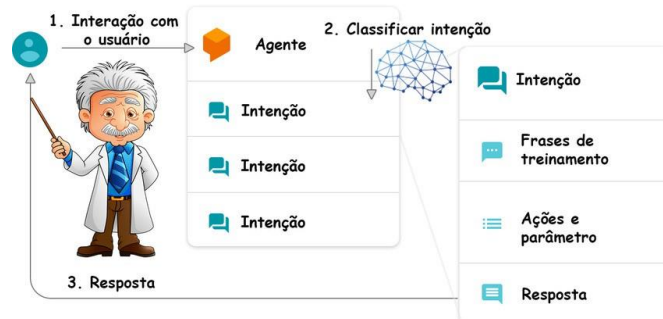 1. Interação com
o usuário
Agente
2. Classificar intenção
Intenção
Intenção
Intenção
Intenção
Frases de
treinamento
Ações e
parâmetro
Resposta
3. Resposta